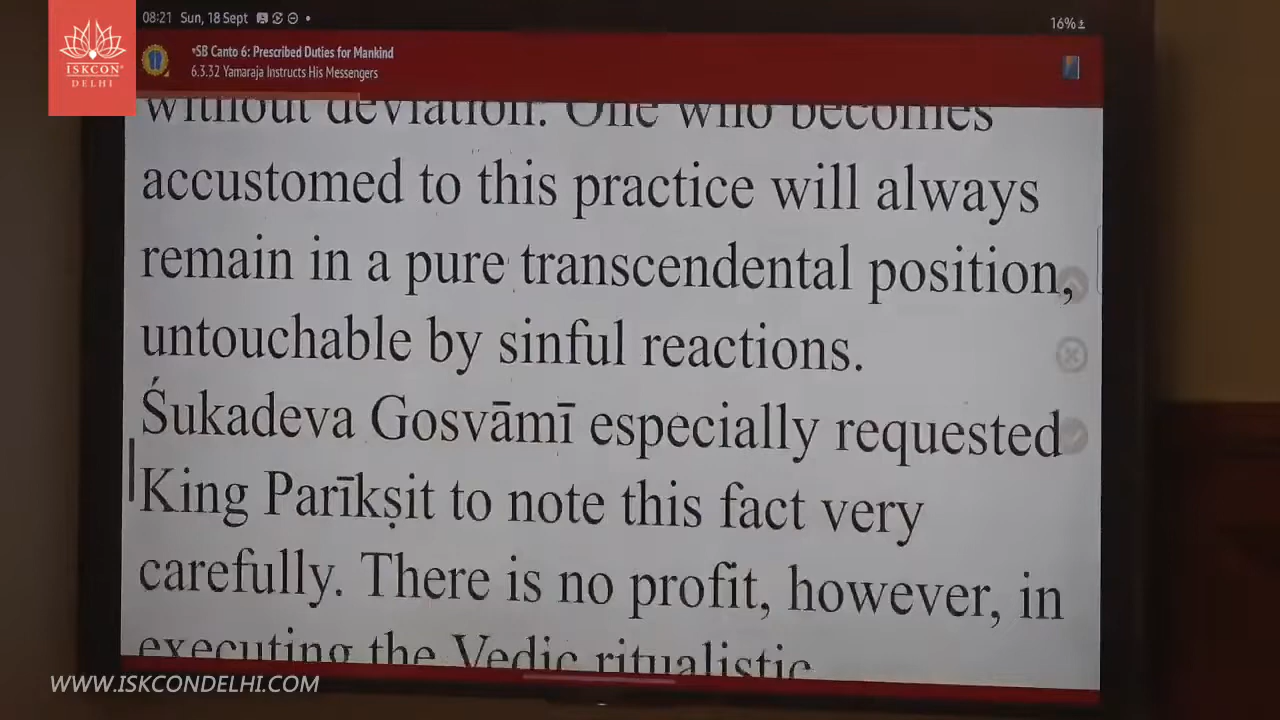 08:21 Sun, 18 Sept
16%
ISKCON
DELHI
*SB Canto 6: Prescribed Duties for Mankind
6.3.32 Yamaraja Instructs His Messengers
without deviation. One who becomes
accustomed to this practice will always
remain in a pure transcendental position,
untouchable by sinful reactions.
Śukadeva Gosvāmī especially requested
King Parīkṣit to note this fact very
carefully. There is no profit, however, in
executing the Vedic ritualistic
WWW.ISKCONDELHI.COM